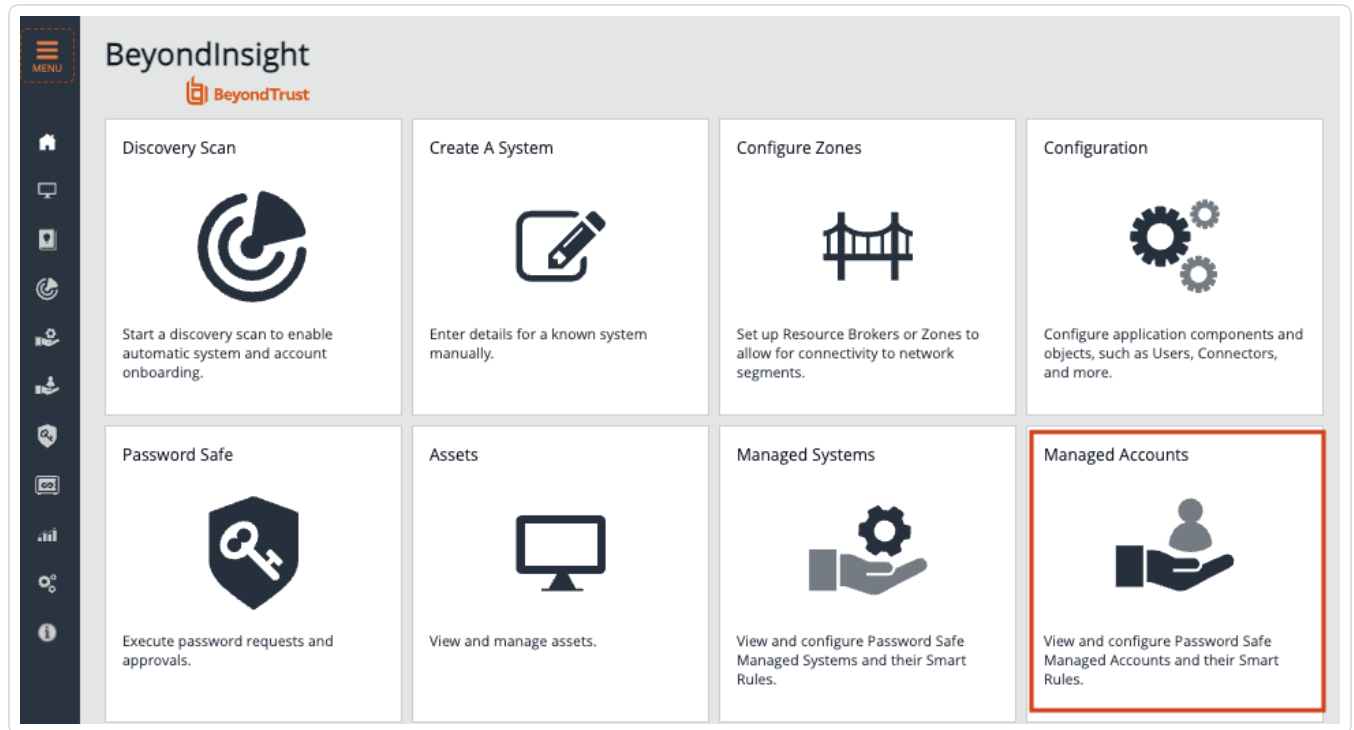 MENU
BeyondInsight
BeyondTrust
Discovery Scan
Start a discovery scan to enable
automatic system and account
onboarding.
Create A System
Enter details for a known system
manually.
Configure Zones
Set up Resource Brokers or Zones to
allow for connectivity to network
segments.
Configuration
Configure application components and
objects, such as Users, Connectors,
and more.
Password Safe
Execute password requests and
approvals.
Assets
View and manage assets.
Managed Systems
View and configure Password Safe
Managed Systems and their Smart
Rules.
Managed Accounts
View and configure Password Safe
Managed Accounts and their Smart
Rules.